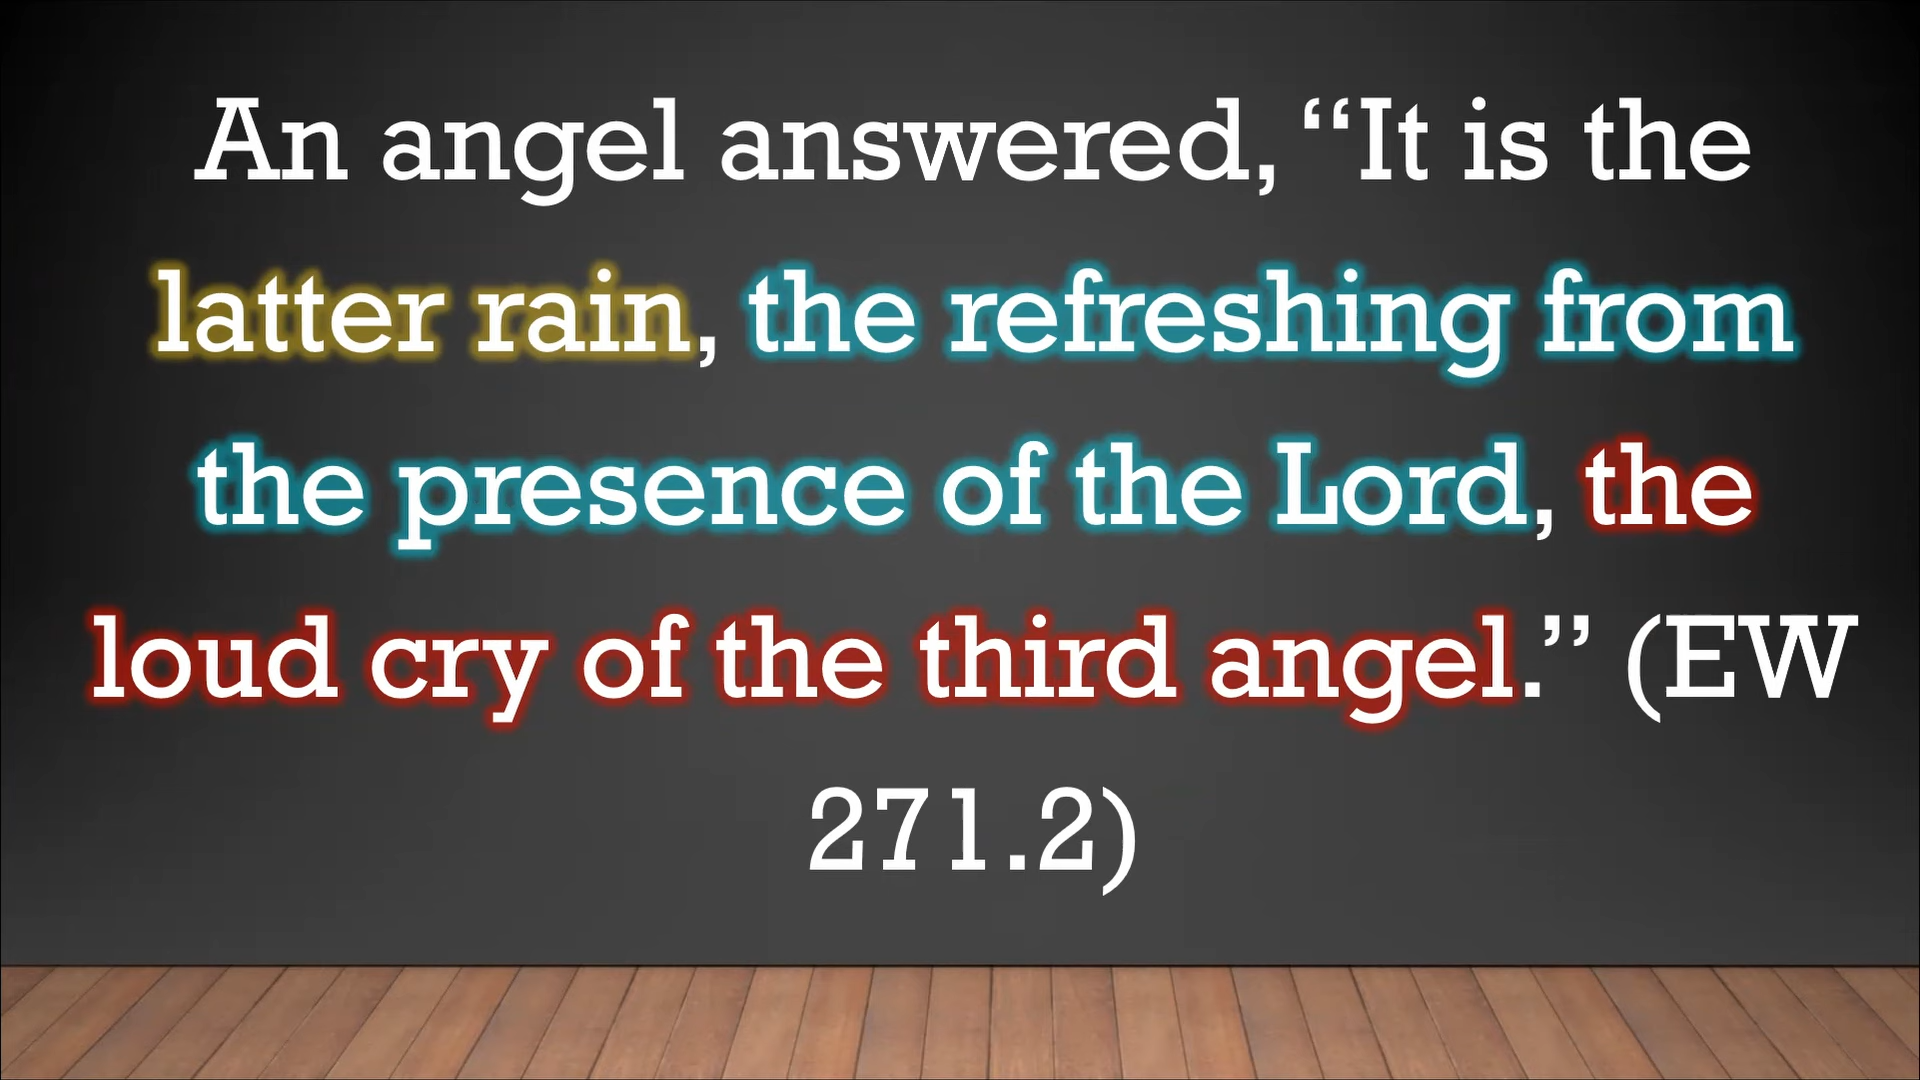 An angel answered, “It is the
latter rain, the refreshing from
the presence of the Lord, the
loud cry of the third angel.” (EW
271.2)